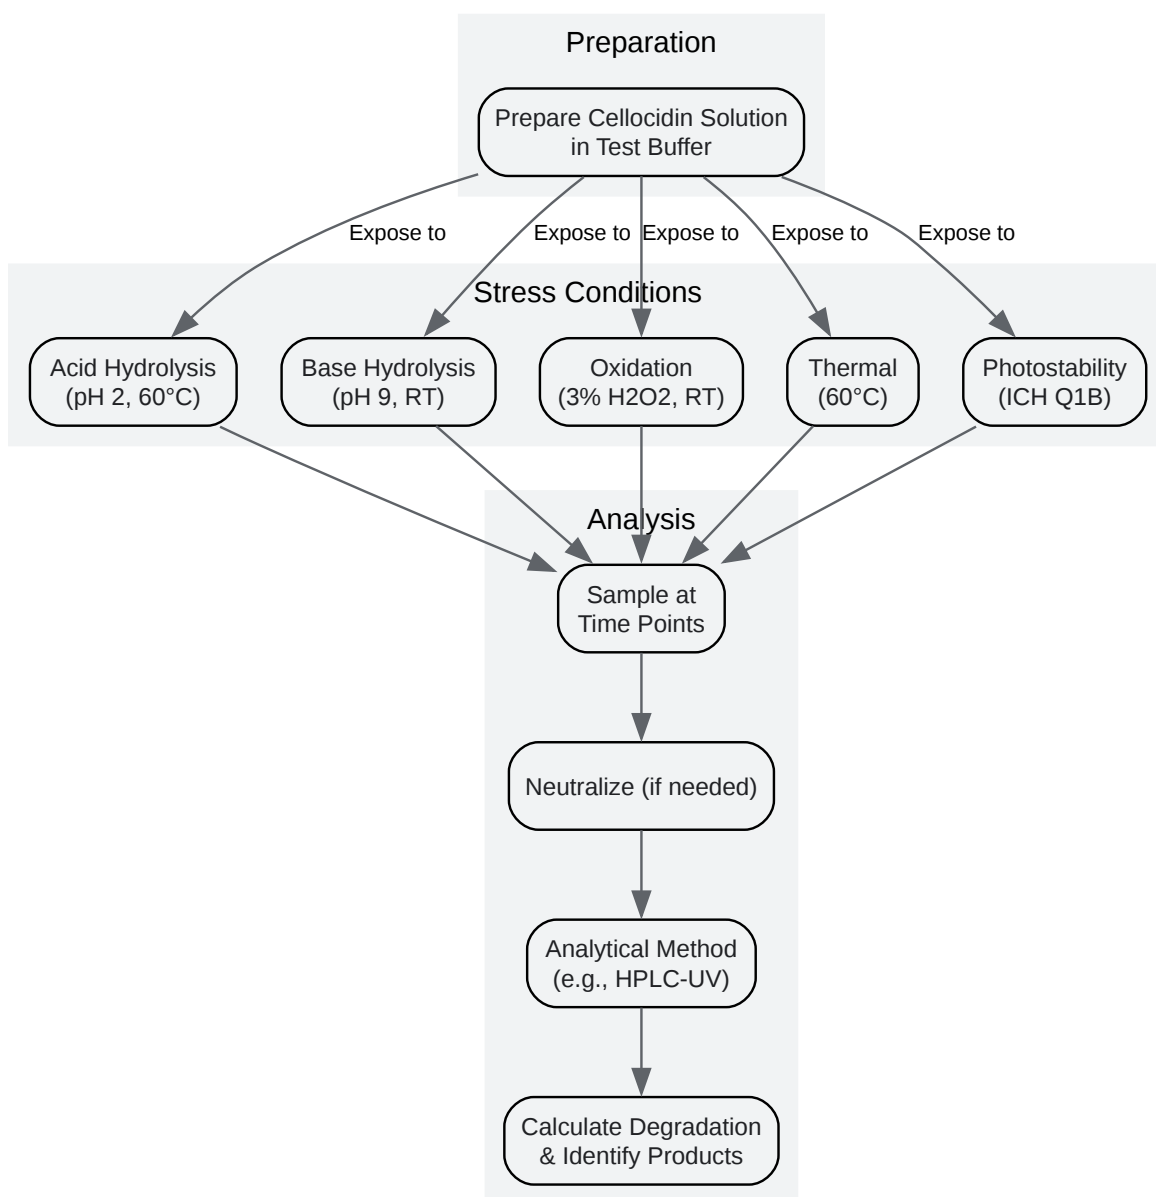 Preparation
Prepare Cellocidin Solution
in Test Buffer
Expose to
Expose to
Expose to
Expose to
Expose to
Stress Conditions
Acid Hydrolysis
(pH 2, 60°C)
Base Hydrolysis
(pH 9, RT)
Oxidation
(3% H2O2, RT)
Thermal
(60°C)
Photostability
(ICH Q1B)
Analysis
Sample at
Time Points
Neutralize (if needed)
Analytical Method
(e.g., HPLC-UV)
Calculate Degradation
& Identify Products